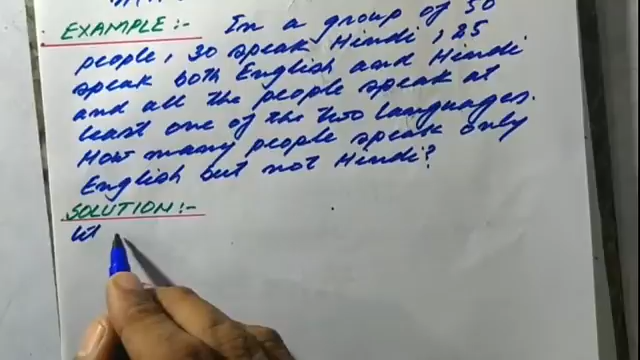 EXAMPLE:- In a group of 50
people, 30 speak Hindi, 25
speak both English and Hindi
and all the people speak at
least one of the two languages.
How many people speak only
English but not Hindi?
SOLUTION:-